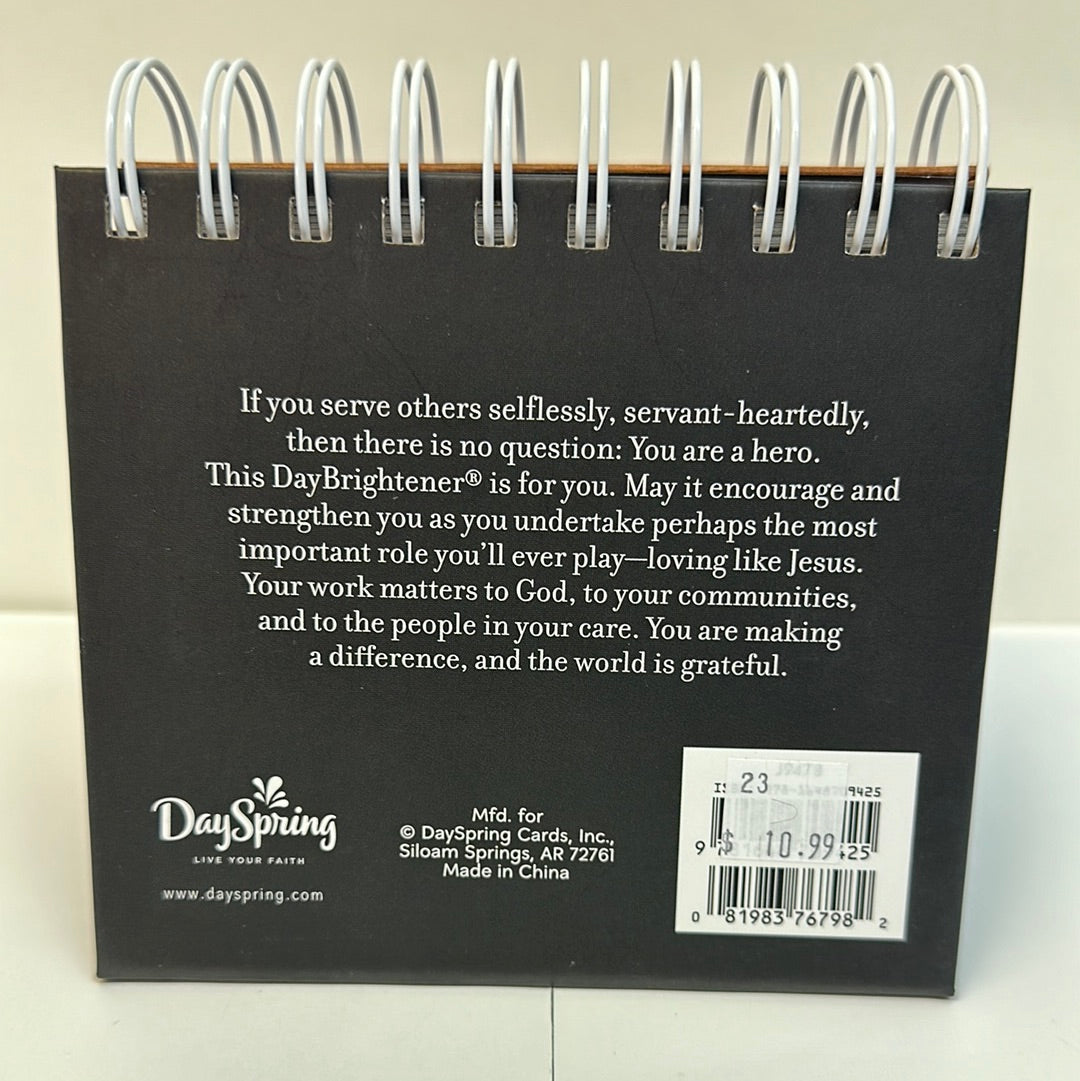 If you serve others selflessly, servant-heartedly,
then there is no question: You are a hero.
This DayBrightener® is for you. May it encourage and
strengthen you as you undertake perhaps the most
important role you’ll ever play—loving like Jesus.
Your work matters to God, to your communities,
and to the people in your care. You are making
a difference, and the world is grateful.
DaySpring
LIVE YOUR FAITH
www.dayspring.com
Mfd. for
© DaySpring Cards, Inc.,
Siloam Springs, AR 72761
Made in China
23
9425
$ 10.99
0 81983 76798 2